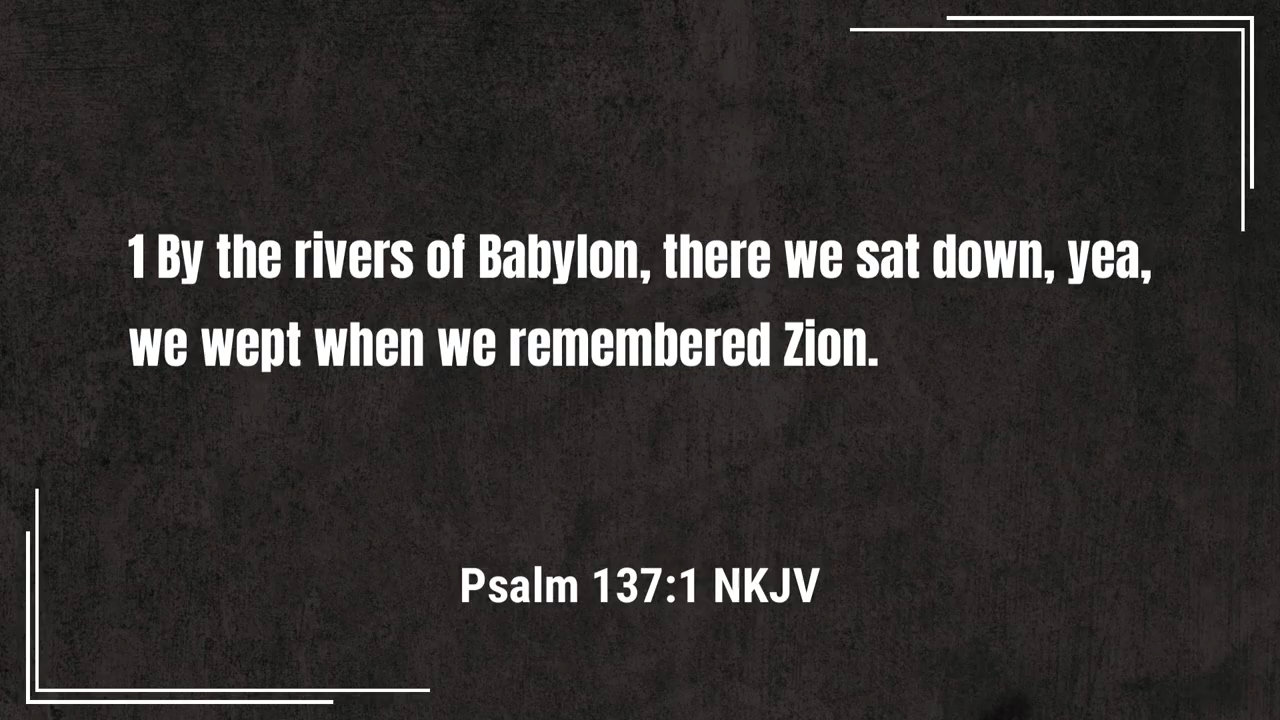 1 By the rivers of Babylon, there we sat down, yea,
we wept when we remembered Zion.
Psalm 137:1 NKJV